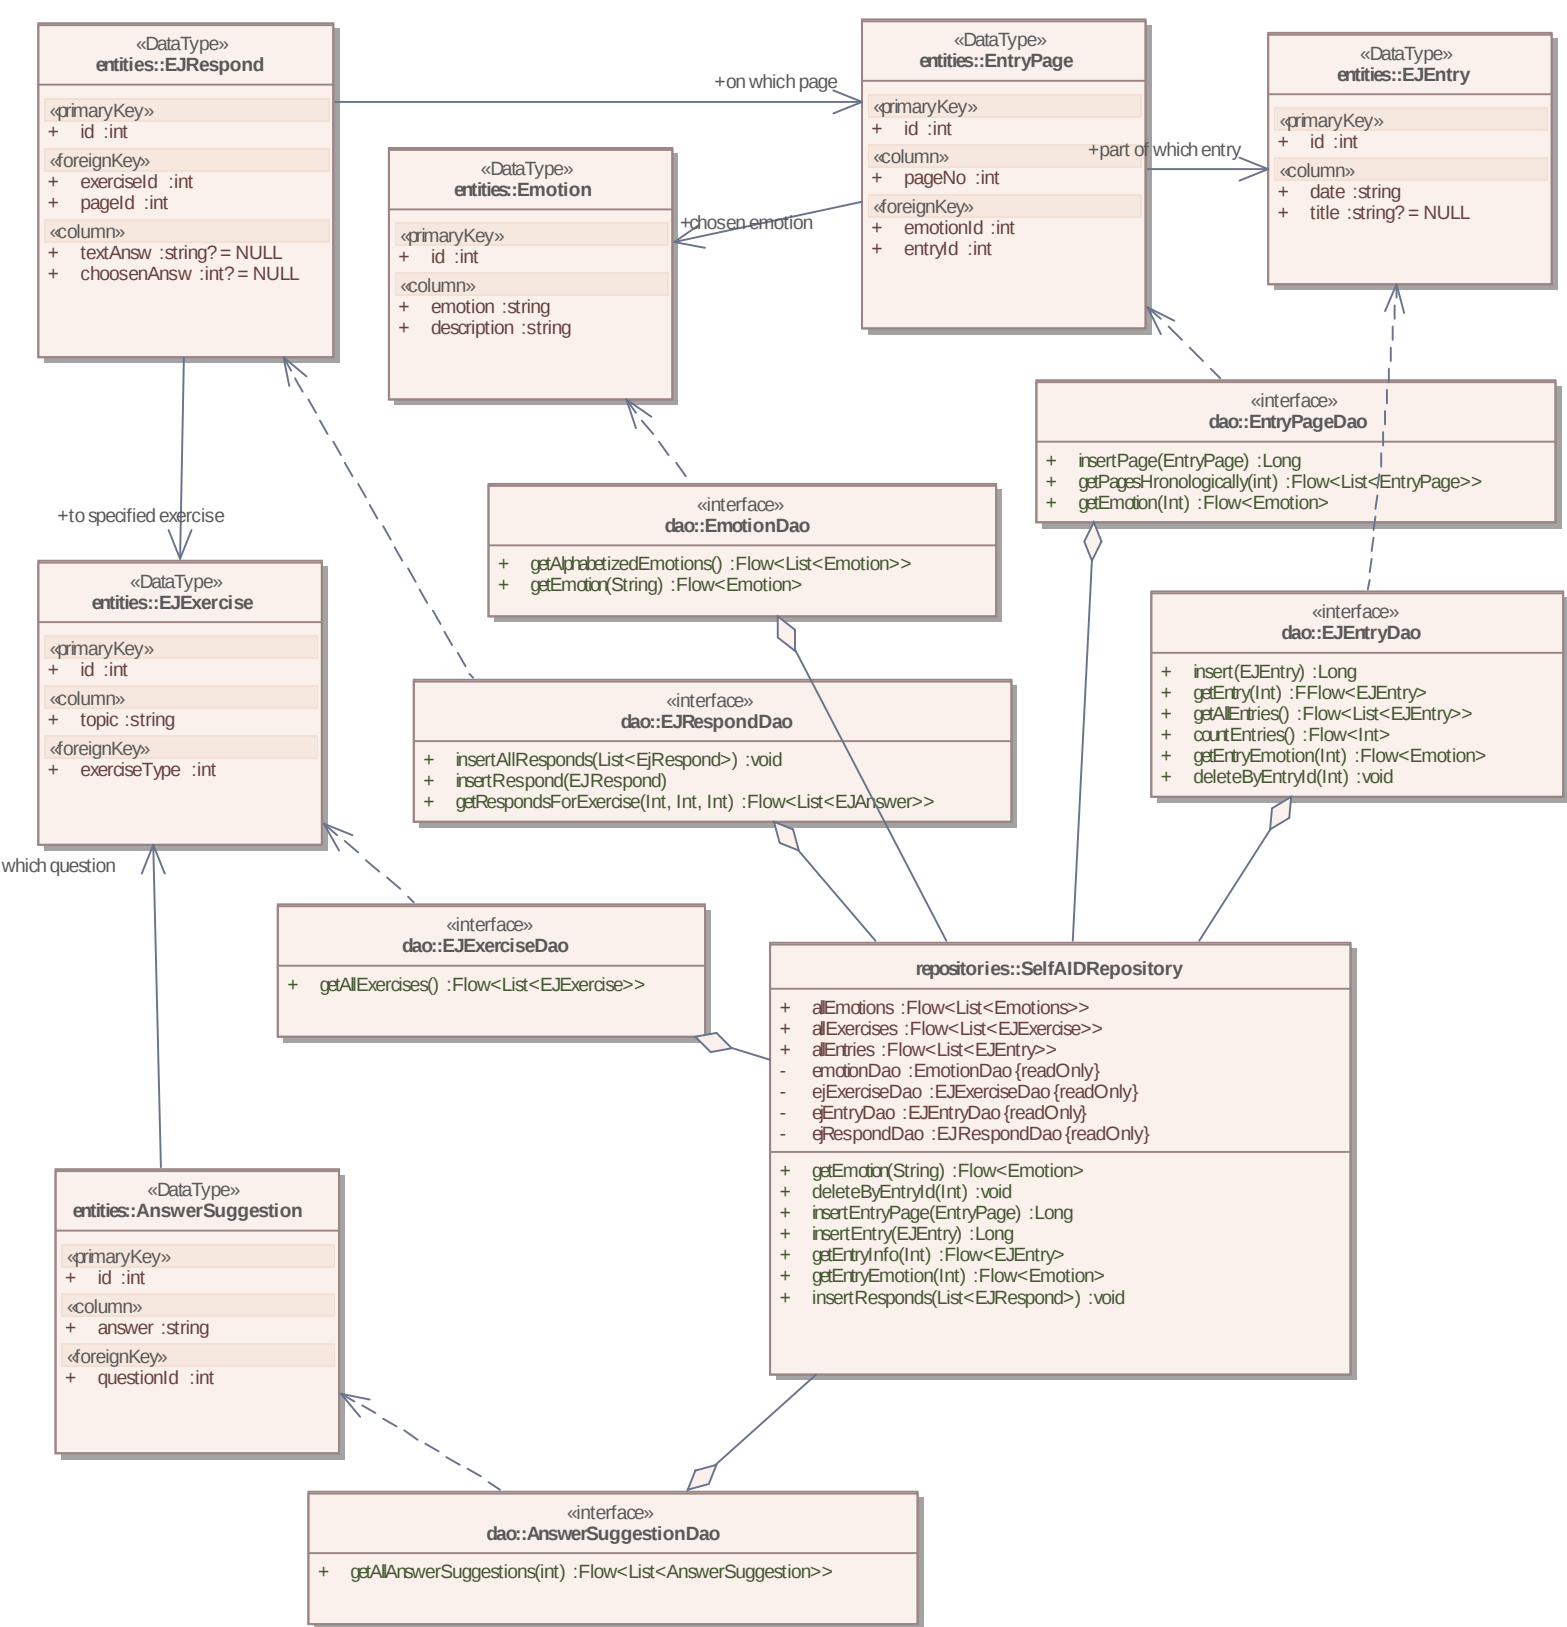 «DataType»
entities::EJRespond
«primaryKey»
+ id :int
«foreignKey»
+ exerciseId :int
+ pageId :int
«column»
+ textAnsw :string? = NULL
+ choosenAnsw :int? = NULL
+on which page
«DataType»
entities::EntryPage
«primaryKey»
+ id :int
«column»
+ pageNo :int
«foreignKey»
+ emotionId :int
+ entryId :int
+part of which entry
«DataType»
entities::EJEntry
«primaryKey»
+ id :int
«column»
+ date :string
+ title :string? = NULL
«DataType»
entities::Emotion
«primaryKey»
+ id :int
«column»
+ emotion :string
+ description :string
+chosen emotion
«interface»
dao::EntryPageDao
+ insertPage(EntryPage) :Long
+ getPagesHronologically(int) :Flow<List<EntryPage>>
+ getEmotion(Int) :Flow<Emotion>
«interface»
dao::EmotionDao
+ getAlphabetizedEmotions() :Flow<List<Emotion>>
+ getEmotion(String) :Flow<Emotion>
+to specified exercise
«DataType»
entities::EJExercise
«primaryKey»
+ id :int
«column»
+ topic :string
«foreignKey»
+ exerciseType :int
«interface»
dao::EJEntryDao
+ insert(EJEntry) :Long
+ getEntry(Int) :FFlow<EJEntry>
+ getAllEntries() :Flow<List<EJEntry>>
+ countEntries() :Flow<Int>
+ getEntryEmotion(Int) :Flow<Emotion>
+ deleteByEntryId(Int) :void
«interface»
dao::EJRespondDao
+ insertAllResponds(List<EjRespond>) :void
+ insertRespond(EJRespond)
+ getRespondsForExercise(Int, Int, Int) :Flow<List<EJAnswer>>
which question
«interface»
dao::EJExerciseDao
+ getAllExercises() :Flow<List<EJExercise>>
repositories::SelfAIDRepository
+ allEmotions :Flow<List<Emotions>>
+ allExercises :Flow<List<EJExercise>>
+ allEntries :Flow<List<EJEntry>>
- emotionDao :EmotionDao {readOnly}
- ejExerciseDao :EJExerciseDao {readOnly}
- ejEntryDao :EJEntryDao {readOnly}
- ejRespondDao :EJRespondDao {readOnly}
+ getEmotion(String) :Flow<Emotion>
+ deleteByEntryId(Int) :void
+ insertEntryPage(EntryPage) :Long
+ insertEntry(EJEntry) :Long
+ getEntryInfo(Int) :Flow<EJEntry>
+ getEntryEmotion(Int) :Flow<Emotion>
+ insertResponds(List<EJRespond>) :void
«DataType»
entities::AnswerSuggestion
«primaryKey»
+ id :int
«column»
+ answer :string
«foreignKey»
+ questionId :int
«interface»
dao::AnswerSuggestionDao
+ getAllAnswerSuggestions(int) :Flow<List<AnswerSuggestion>>